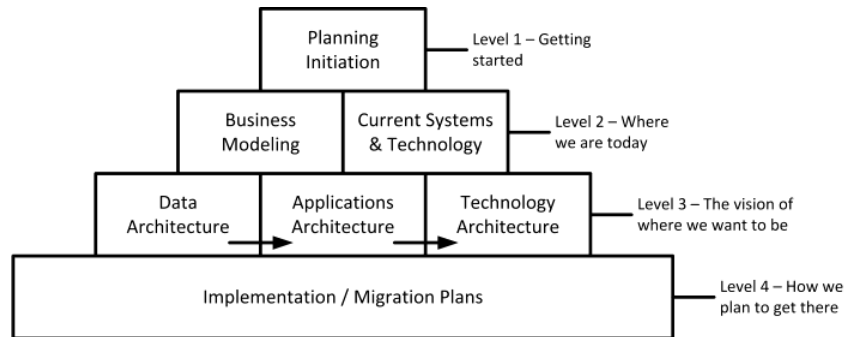 Planning
Initiation
Level 1 – Getting
started
Business
Modeling
Current Systems
& Technology
Level 2 – Where
we are today
Data
Architecture
Applications
Architecture
Technology
Architecture
Level 3 – The vision of
where we want to be
Implementation / Migration Plans
Level 4 – How we
plan to get there